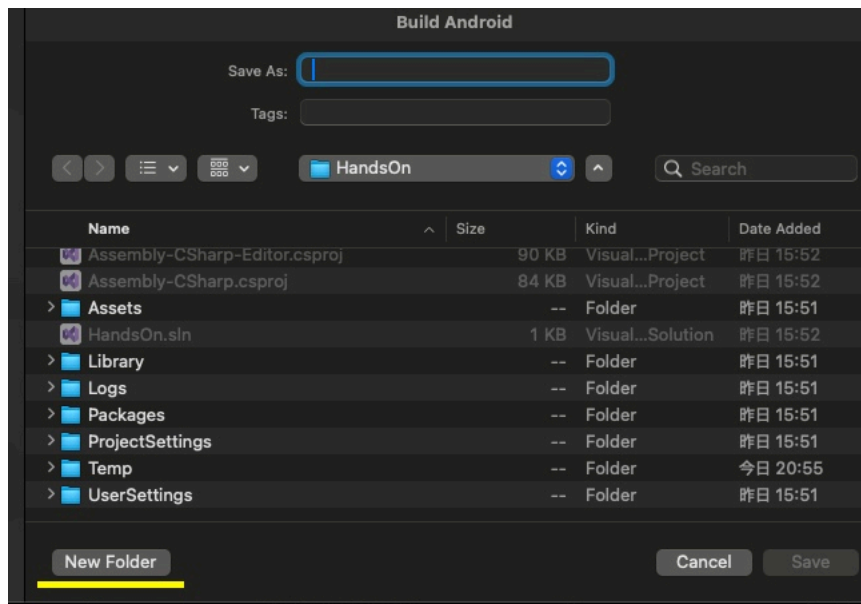 Build Android
Save As:
Tags:
HandsOn
Search
Name Size Kind Date Added
Assembly-CSharp-Editor.csproj 90 KB Visual...Project 昨日 15:52
Assembly-CSharp.csproj 84 KB Visual...Project 昨日 15:52
Assets -- Folder 昨日 15:51
HandsOn.sln 1 KB Visual...Solution 昨日 15:52
Library -- Folder 昨日 15:51
Logs -- Folder 昨日 15:51
Packages -- Folder 昨日 15:51
ProjectSettings -- Folder 昨日 15:51
Temp -- Folder 今日 20:55
UserSettings -- Folder 昨日 15:51
New Folder Cancel Save